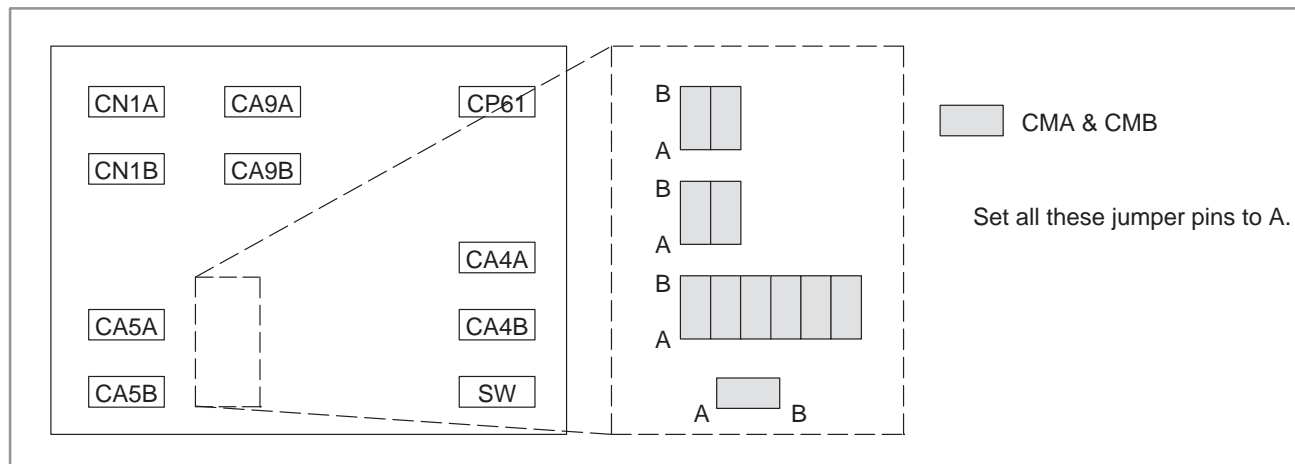 CN1A CA9A CP61
CN1B CA9B
CA4A
CA5A CA4B
CA5B SW
B
A
B
A
B
A
A B
CMA & CMB
Set all these jumper pins to A.